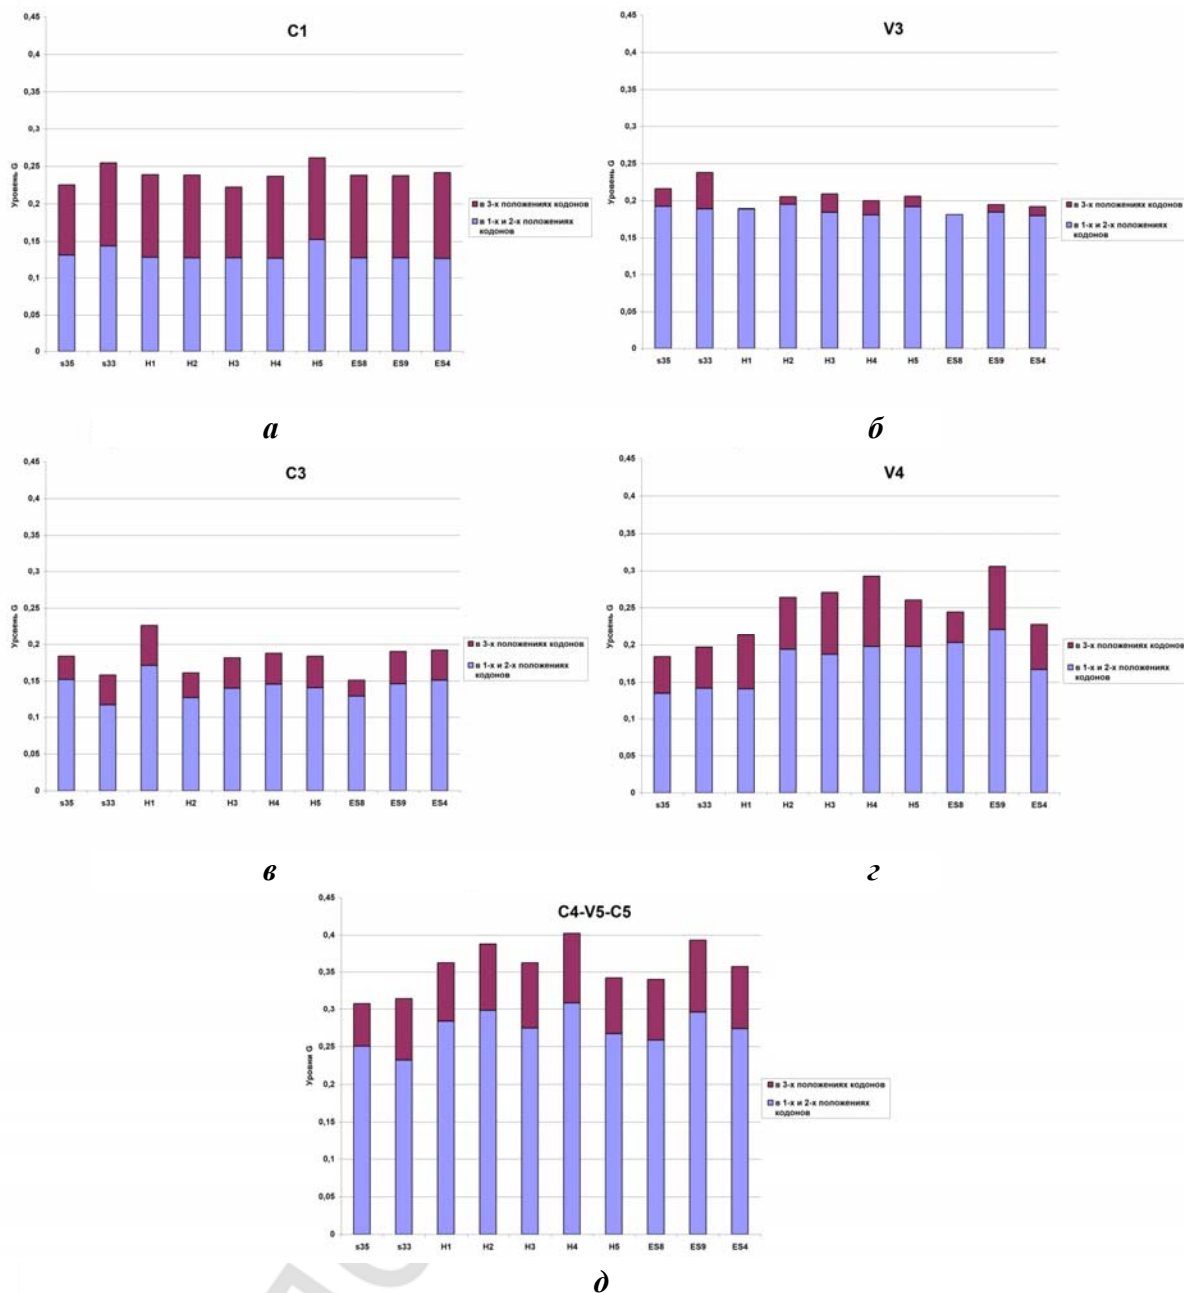 C1
0,45
0,4
0,35
0,3
0,25
0,2
0,15
0,1
0,05
0
Уровень G
s35 s33 H1 H2 H3 H4 H5 ES8 ES9 ES4
в 3-х положениях кодонов
в 1-х и 2-х положениях
кодонов
а
V3
0,45
0,4
0,35
0,3
0,25
0,2
0,15
0,1
0,05
0
Уровень G
s35 s33 H1 H2 H3 H4 H5 ES8 ES9 ES4
в 3-х положениях кодонов
в 1-х и 2-х положениях
кодонов
б
C3
0,45
0,4
0,35
0,3
0,25
0,2
0,15
0,1
0,05
0
Уровень G
s35 s33 H1 H2 H3 H4 H5 ES8 ES9 ES4
в 3-х положениях кодонов
в 1-х и 2-х положениях
кодонов
в
V4
0,45
0,4
0,35
0,3
0,25
0,2
0,15
0,1
0,05
0
Уровень G
s35 s33 H1 H2 H3 H4 H5 ES8 ES9 ES4
в 3-х положениях кодонов
в 1-х и 2-х положениях
кодонов
г
C4-V5-C5
0,45
0,4
0,35
0,3
0,25
0,2
0,15
0,1
0,05
0
Уровни G
s35 s33 H1 H2 H3 H4 H5 ES8 ES9 ES4
в 3-х положениях кодонов
в 1-х и 2-х положениях
кодонов
д